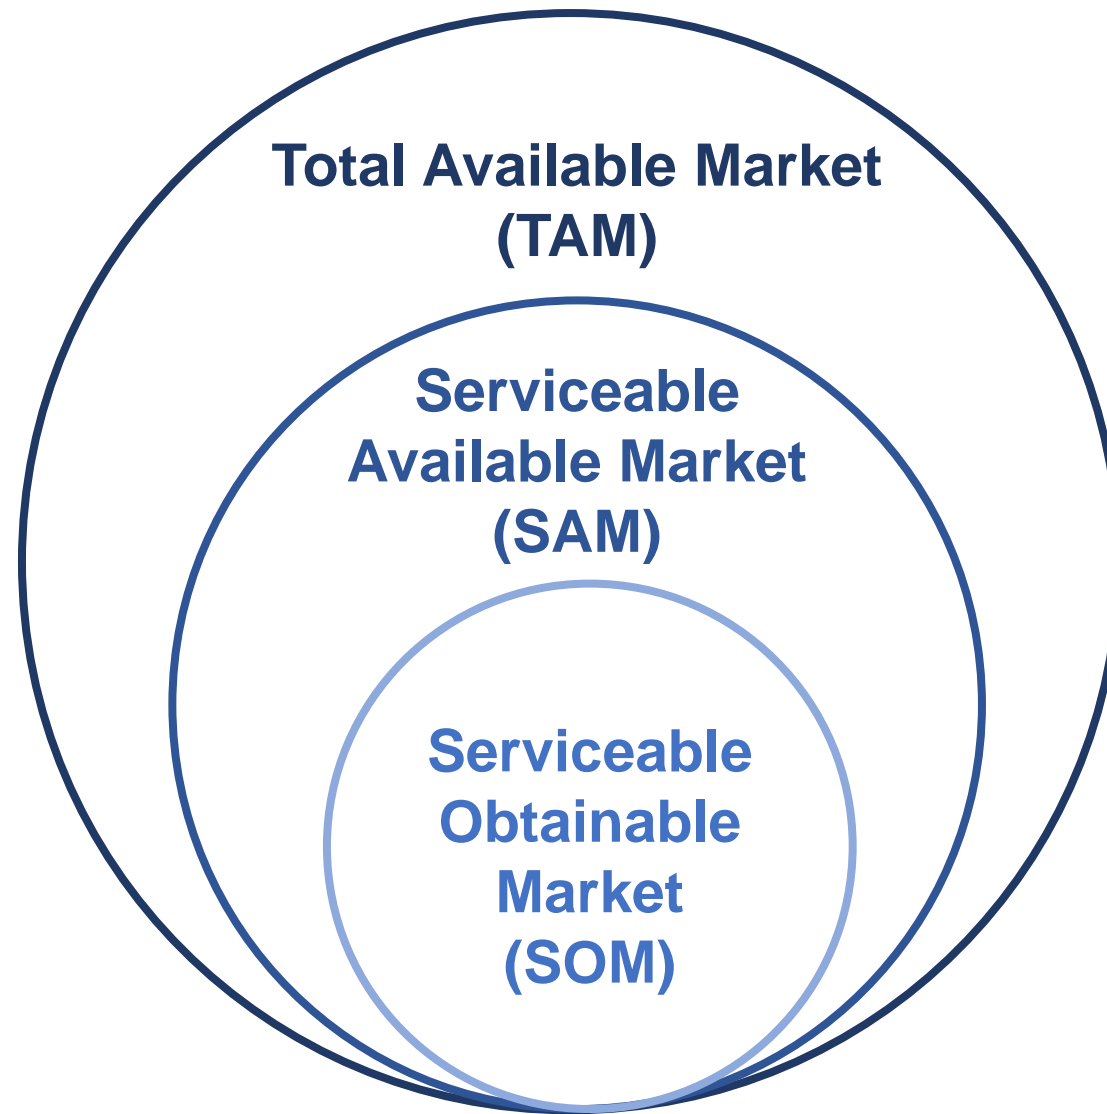 Total Available Market
(TAM)
Serviceable
Available Market
(SAM)
Serviceable
Obtainable
Market
(SOM)